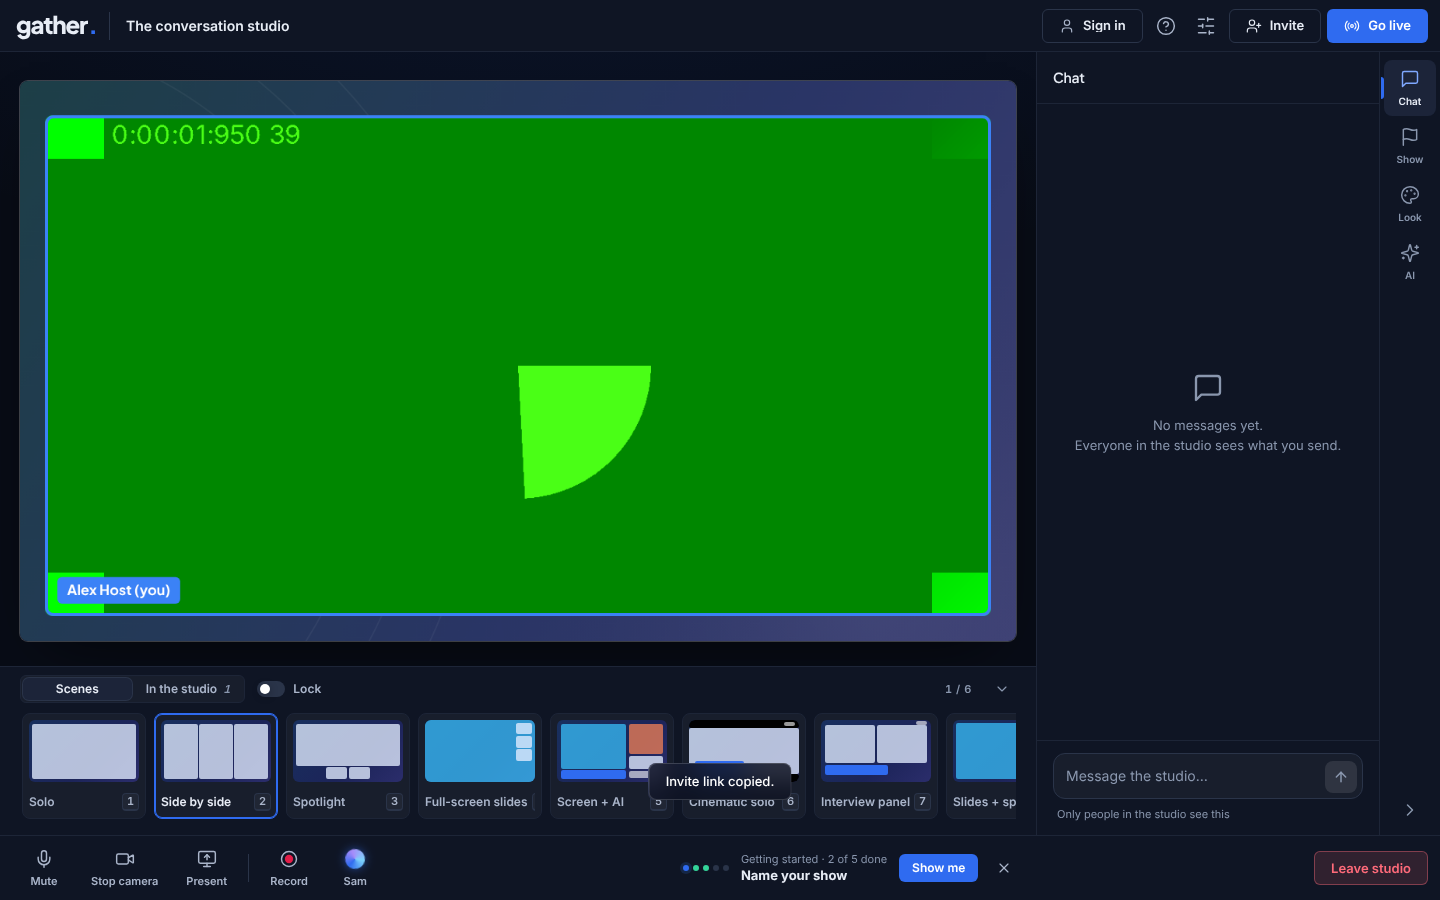 gather.
The conversation studio
Sign in
Invite
Go live
0:00:01:950 39
Alex Host (you)
Chat
No messages yet.
Everyone in the studio sees what you send.
Chat
Show
Look
AI
Scenes
In the studio 1
Lock
1 / 6
Solo 1
Side by side 2
Spotlight 3
Full-screen slides
Screen + AI 5
Cinematic solo 6
Interview panel 7
Slides + sp
Invite link copied.
Message the studio...
Only people in the studio see this
Mute
Stop camera
Present
Record
Sam
Getting started · 2 of 5 done
Name your show
Show me
Leave studio